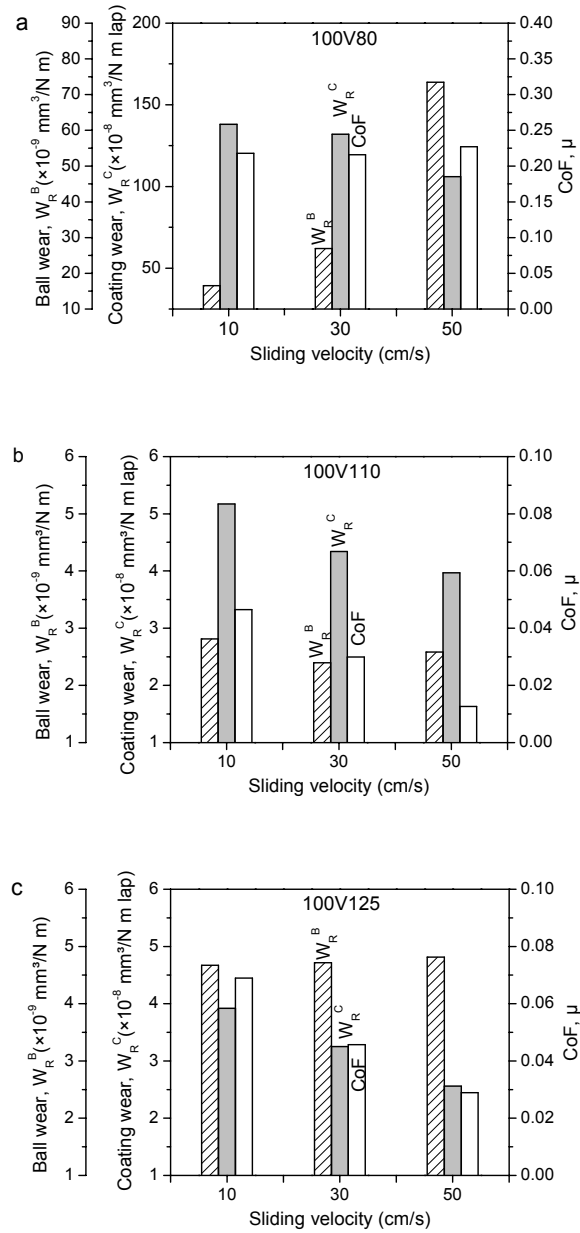 a
100V80
Ball wear, W_R^B(×10⁻⁹ mm³/N m)
90
80
70
60
50
40
30
20
10
Coating wear, W_R^C(×10⁻⁸ mm³/N m lap)
200
150
100
50
W_R^B
W_R^C
CoF
0.40
0.35
0.30
0.25
0.20
0.15
0.10
0.05
0.00
CoF, µ
10 30 50
Sliding velocity (cm/s)
b
100V110
Ball wear, W_R^B(×10⁻⁹ mm³/N m)
6
5
4
3
2
1
Coating wear, W_R^C(×10⁻⁸ mm³/N m lap)
6
5
4
3
2
1
W_R^B
W_R^C
CoF
0.10
0.08
0.06
0.04
0.02
0.00
CoF, µ
10 30 50
Sliding velocity (cm/s)
c
100V125
Ball wear, W_R^B(×10⁻⁹ mm³/N m)
6
5
4
3
2
1
Coating wear, W_R^C(×10⁻⁸ mm³/N m lap)
6
5
4
3
2
1
W_R^B
W_R^C
CoF
0.10
0.08
0.06
0.04
0.02
0.00
CoF, µ
10 30 50
Sliding velocity (cm/s)